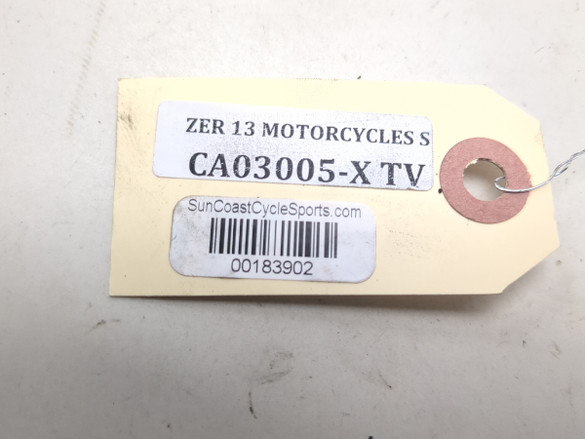 ZER 13 MOTORCYCLES S
CA03005-X TV
SunCoastCycleSports.com
00183902